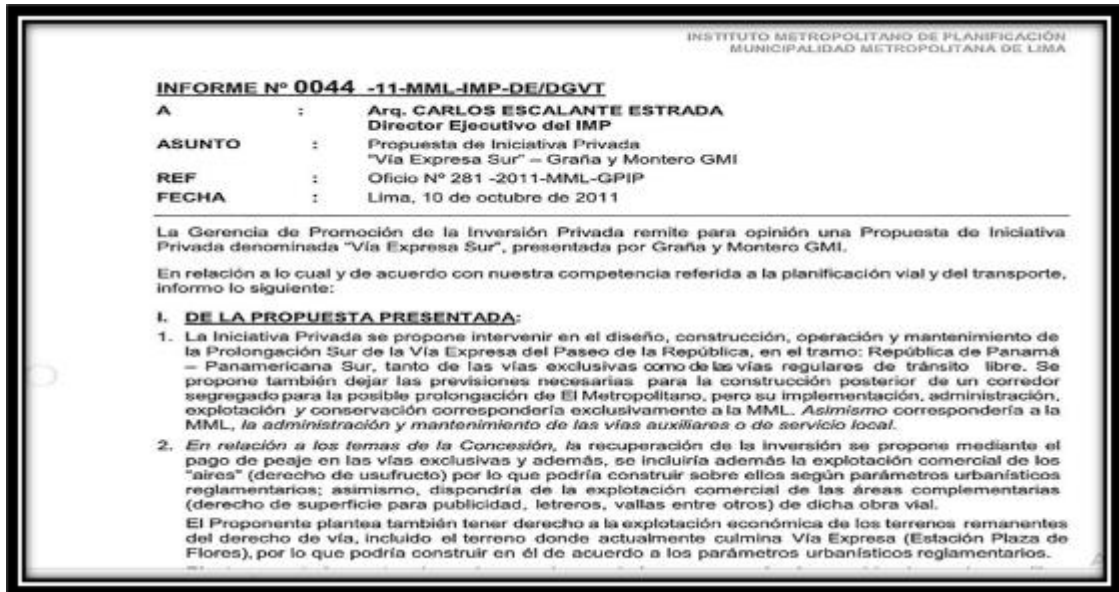 INSTITUTO METROPOLITANO DE PLANIFICACIÓN
MUNICIPALIDAD METROPOLITANA DE LIMA
INFORME Nº 0044 -11-MML-IMP-DE/DGVT
A : Arq. CARLOS ESCALANTE ESTRADA
Director Ejecutivo del IMP
ASUNTO : Propuesta de Iniciativa Privada
"Vía Expresa Sur" – Graña y Montero GMI
REF : Oficio Nº 281 -2011-MML-GPIP
FECHA : Lima, 10 de octubre de 2011
La Gerencia de Promoción de la Inversión Privada remite para opinión una Propuesta de Iniciativa
Privada denominada "Vía Expresa Sur", presentada por Graña y Montero GMI.
En relación a lo cual y de acuerdo con nuestra competencia referida a la planificación vial y del transporte,
informo lo siguiente:
I. DE LA PROPUESTA PRESENTADA:
1. La Iniciativa Privada se propone intervenir en el diseño, construcción, operación y mantenimiento de
la Prolongación Sur de la Vía Expresa del Paseo de la República, en el tramo: República de Panamá
– Panamericana Sur, tanto de las vías exclusivas como de las vías regulares de tránsito libre. Se
propone también dejar las previsiones necesarias para la construcción posterior de un corredor
segregado para la posible prolongación de El Metropolitano, pero su implementación, administración,
explotación y conservación correspondería exclusivamente a la MML. Asimismo correspondería a la
MML, la administración y mantenimiento de las vías auxiliares o de servicio local.
2. En relación a los temas de la Concesión, la recuperación de la inversión se propone mediante el
pago de peaje en las vías exclusivas y además, se incluiría además la explotación comercial de los
"aires" (derecho de usufructo) por lo que podría construir sobre ellos según parámetros urbanísticos
reglamentarios; asimismo, dispondría de la explotación comercial de las áreas complementarias
(derecho de superficie para publicidad, letreros, vallas entre otros) de dicha obra vial.
El Proponente plantea también tener derecho a la explotación económica de los terrenos remanentes
del derecho de vía, incluido el terreno donde actualmente culmina Vía Expresa (Estación Plaza de
Flores), por lo que podría construir en él de acuerdo a los parámetros urbanísticos reglamentarios.